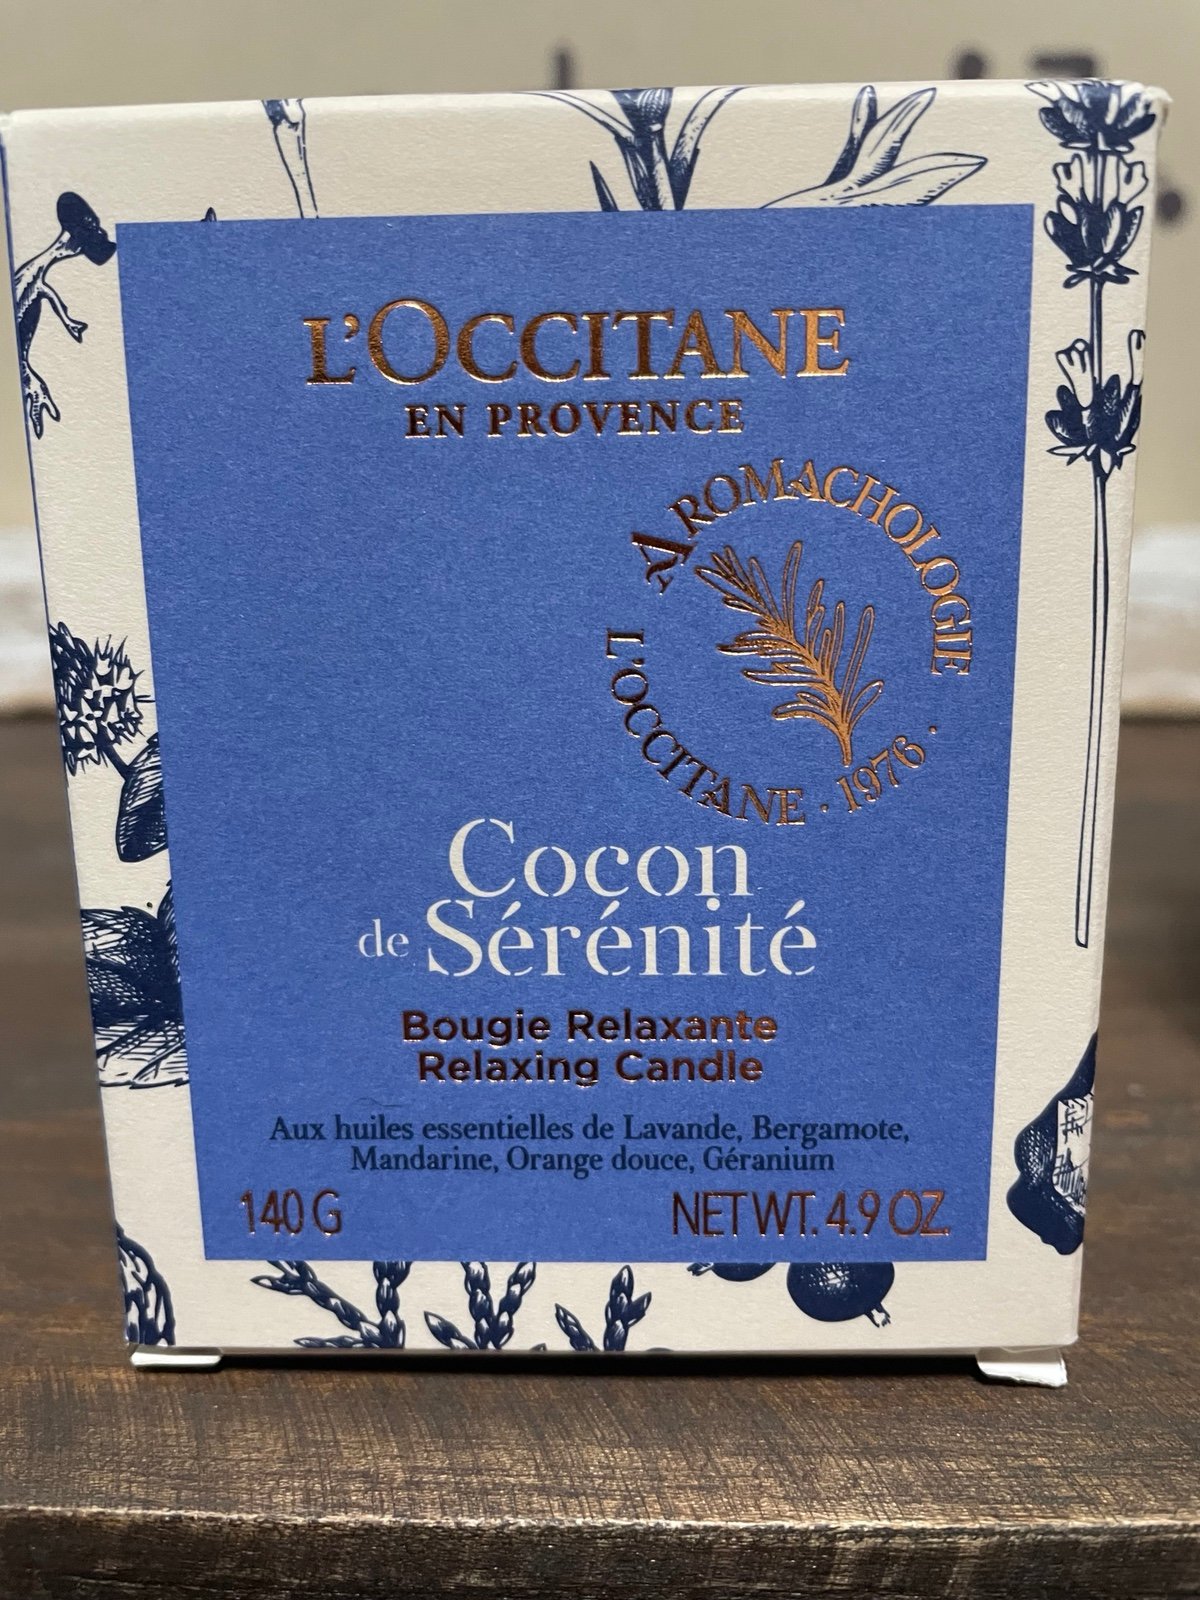 L'OCCITANE
EN PROVENCE
AROMACHOLOGIE
L'OCCITANE · 1976 ·
Cocon
de Sérénité
Bougie Relaxante
Relaxing Candle
Aux huiles essentielles de Lavande, Bergamote,
Mandarine, Orange douce, Géranium
140 G NET WT. 4.9 OZ.